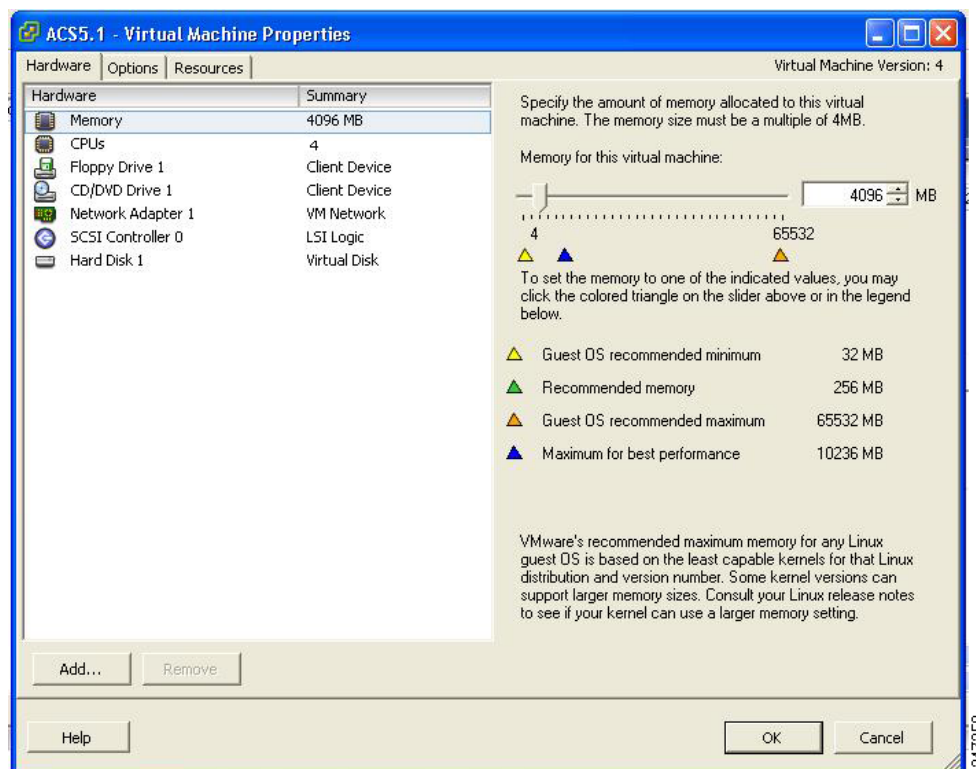 ACS5.1 - Virtual Machine Properties
Hardware Options Resources Virtual Machine Version: 4
Hardware Summary
Memory 4096 MB
CPUs 4
Floppy Drive 1 Client Device
CD/DVD Drive 1 Client Device
Network Adapter 1 VM Network
SCSI Controller 0 LSI Logic
Hard Disk 1 Virtual Disk
Specify the amount of memory allocated to this virtual
machine. The memory size must be a multiple of 4MB.
Memory for this virtual machine:
4096 MB
4 65532
To set the memory to one of the indicated values, you may
click the colored triangle on the slider above or in the legend
below.
Guest OS recommended minimum 32 MB
Recommended memory 256 MB
Guest OS recommended maximum 65532 MB
Maximum for best performance 10236 MB
VMware's recommended maximum memory for any Linux
guest OS is based on the least capable kernels for that Linux
distribution and version number. Some kernel versions can
support larger memory sizes. Consult your Linux release notes
to see if your kernel can use a larger memory setting.
Add... Remove
Help OK Cancel